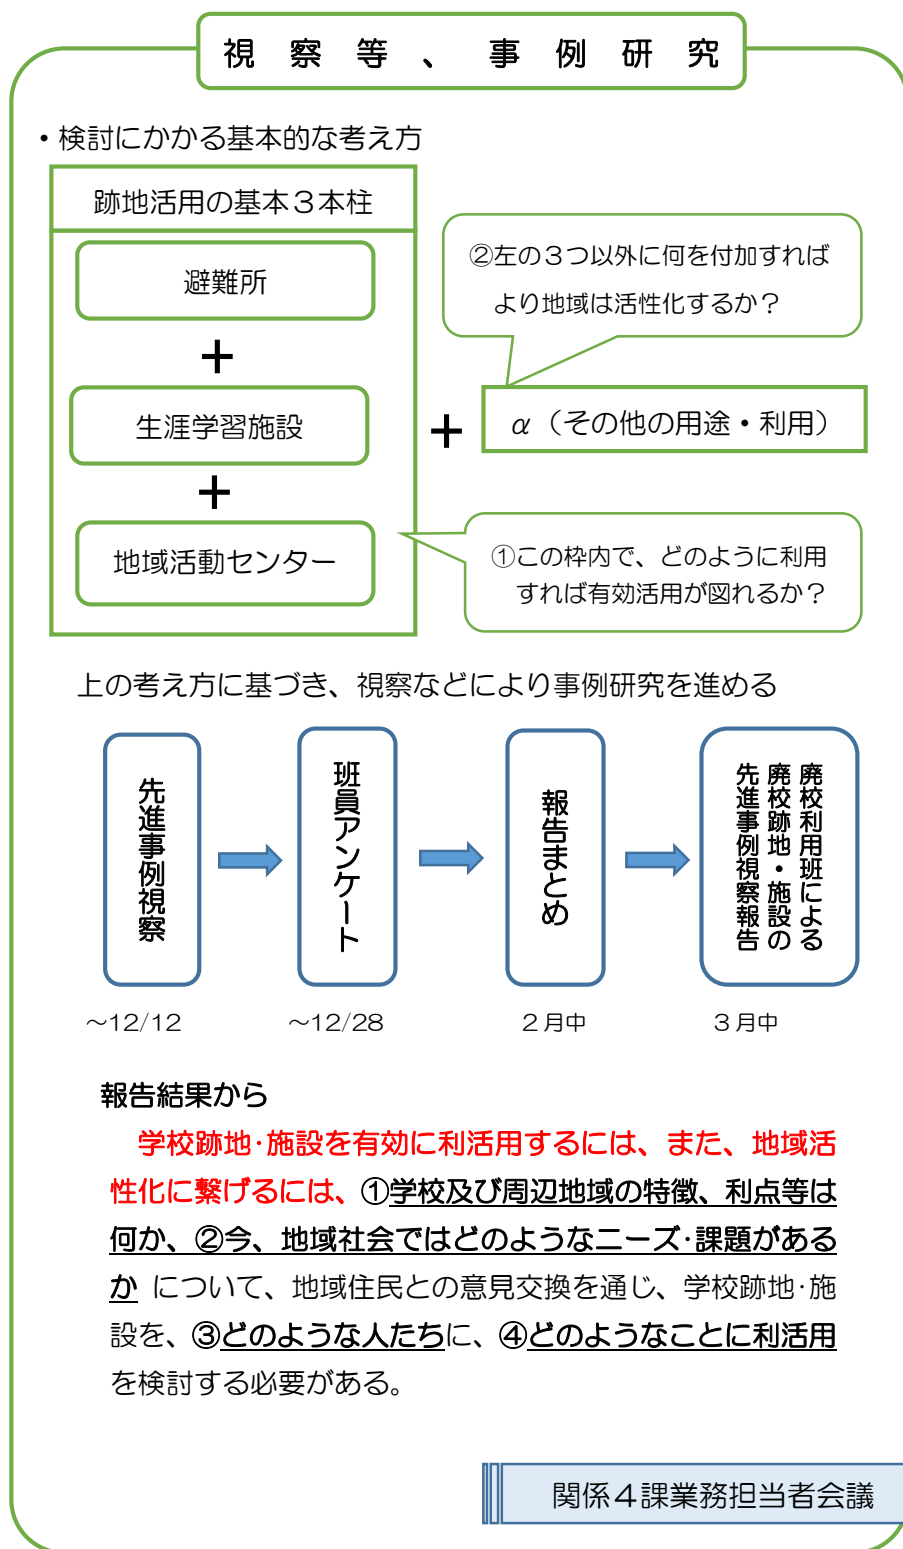 視察等、事例研究
・検討にかかる基本的な考え方
跡地活用の基本３本柱
避難所
＋
生涯学習施設
＋
地域活動センター
＋
②左の３つ以外に何を付加すれば
より地域は活性化するか？
α（その他の用途・利用）
①この枠内で、どのように利用
すれば有効活用が図れるか？
上の考え方に基づき、視察などにより事例研究を進める
先進事例視察
班員アンケート
報告まとめ
廃校利用班による
廃校跡地・施設の
先進事例視察報告
～12/12
～12/28
２月中
３月中
報告結果から
学校跡地･施設を有効に利活用するには、また、地域活
性化に繋げるには、①学校及び周辺地域の特徴、利点等は
何か、②今、地域社会ではどのようなニーズ･課題がある
か について、地域住民との意見交換を通じ、学校跡地･施
設を、③どのような人たちに、④どのようなことに利活用
を検討する必要がある。
関係４課業務担当者会議